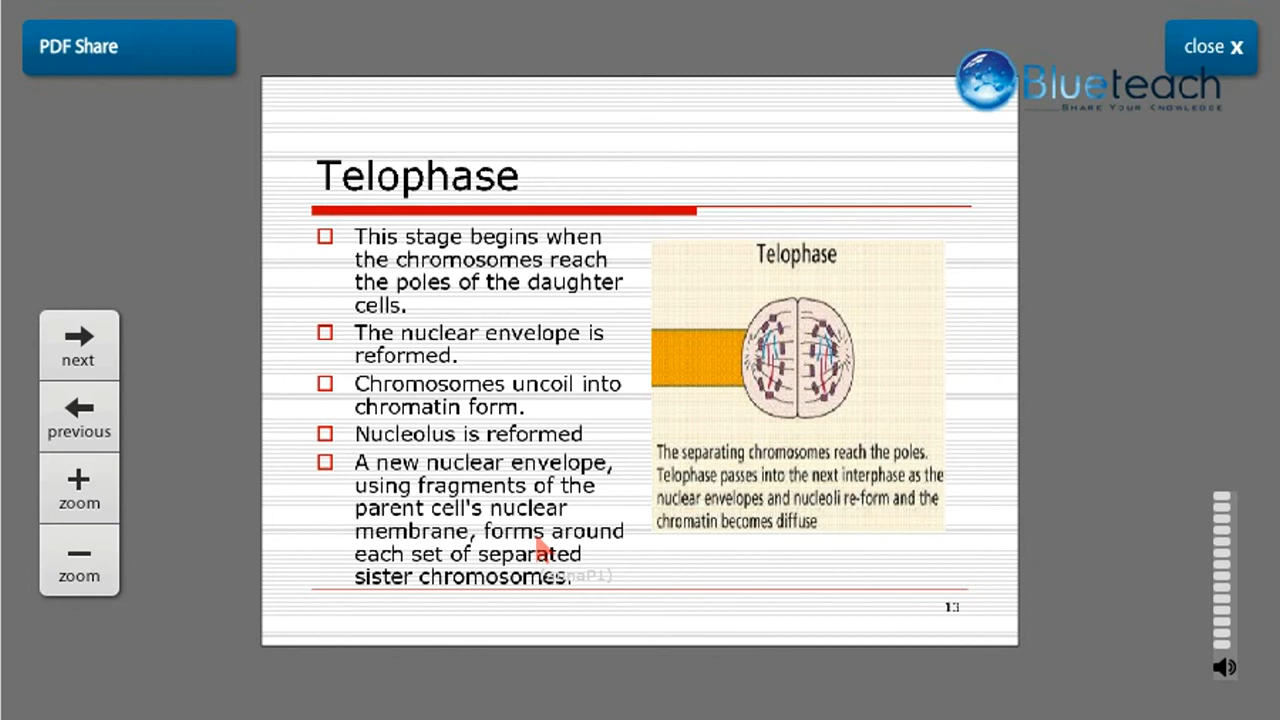 PDF Share
close X
Blueteach
SHARE YOUR KNOWLEDGE
Telophase
This stage begins when
the chromosomes reach
the poles of the daughter
cells.
The nuclear envelope is
reformed.
Chromosomes uncoil into
chromatin form.
Nucleolus is reformed
A new nuclear envelope,
using fragments of the
parent cell's nuclear
membrane, forms around
each set of separated
sister chromosomes.
Telophase
The separating chromosomes reach the poles.
Telophase passes into the next interphase as the
nuclear envelopes and nucleoli re-form and the
chromatin becomes diffuse
13
next
previous
zoom
zoom